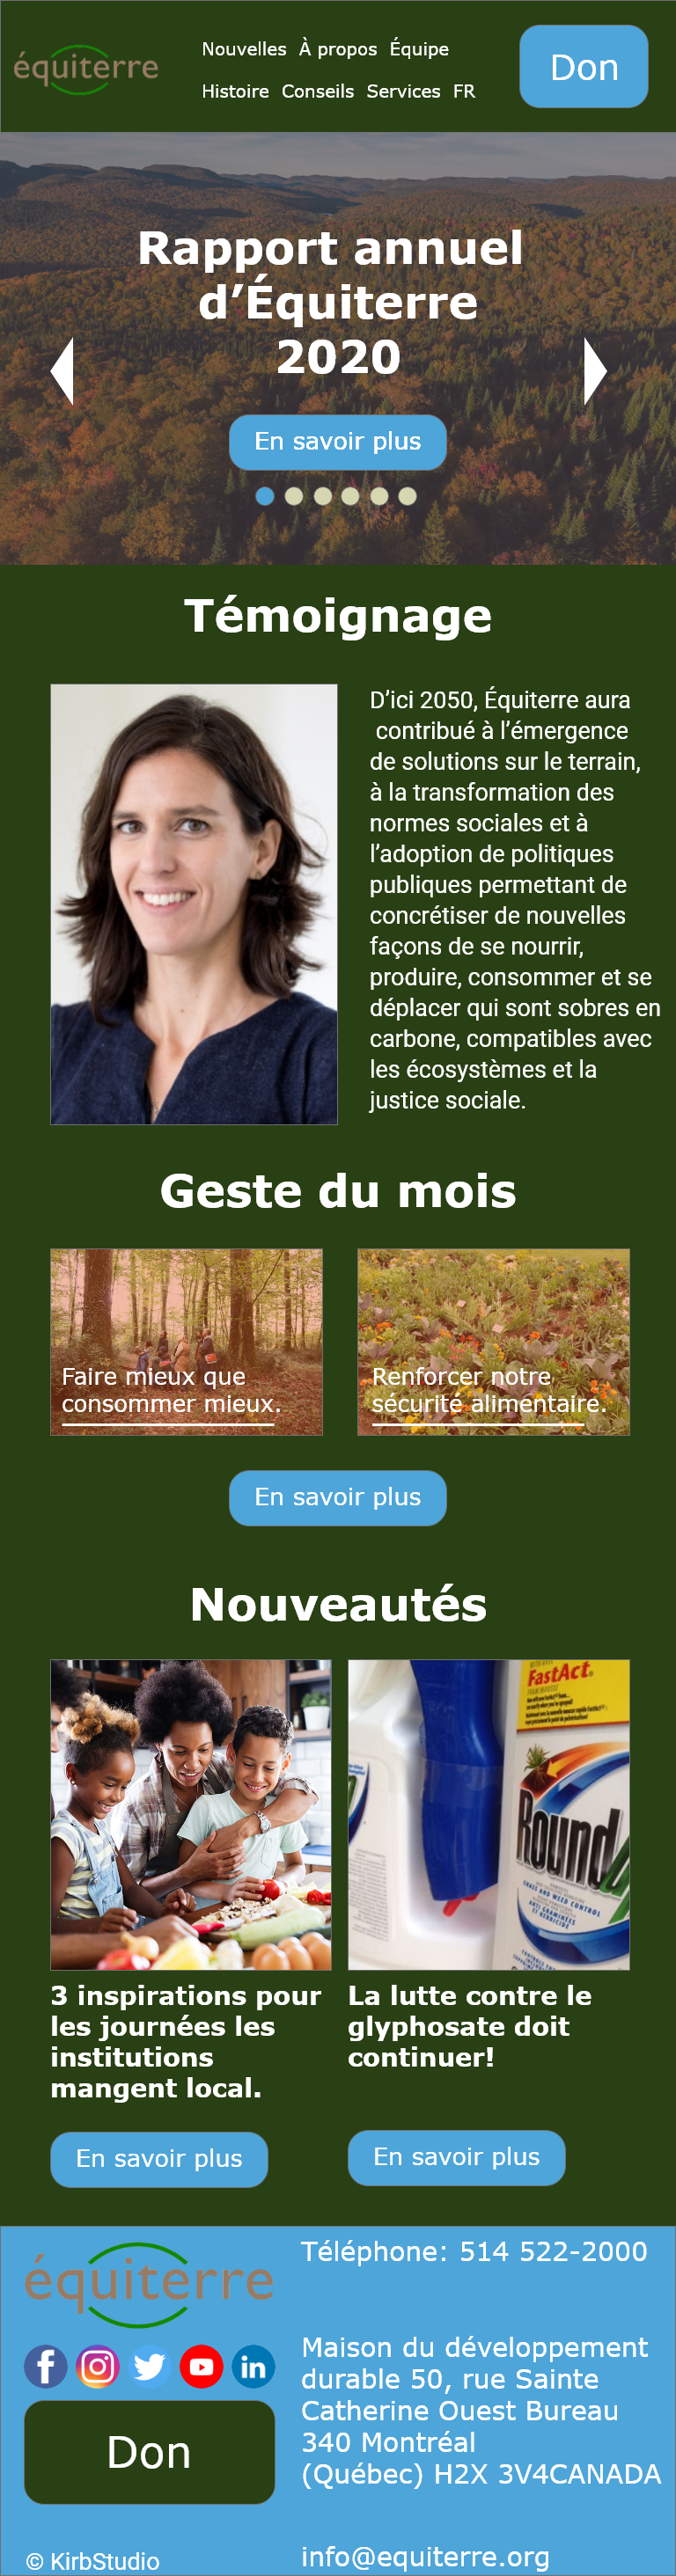 équiterre
Nouvelles À propos Équipe
Histoire Conseils Services FR
Don
Rapport annuel
d’Équiterre
2020
En savoir plus
Témoignage
D’ici 2050, Équiterre aura
contribué à l’émergence
de solutions sur le terrain,
à la transformation des
normes sociales et à
l’adoption de politiques
publiques permettant de
concrétiser de nouvelles
façons de se nourrir,
produire, consommer et se
déplacer qui sont sobres en
carbone, compatibles avec
les écosystèmes et la
justice sociale.
Geste du mois
Faire mieux que
consommer mieux.
Renforcer notre
sécurité alimentaire.
En savoir plus
Nouveautés
FastAct
Round
GRASS AND WEED CONTROL
3 inspirations pour
les journées les
institutions
mangent local.
En savoir plus
La lutte contre le
glyphosate doit
continuer!
En savoir plus
équiterre
Don
© KirbStudio
Téléphone: 514 522-2000
Maison du développement
durable 50, rue Sainte
Catherine Ouest Bureau
340 Montréal
(Québec) H2X 3V4CANADA
info@equiterre.org